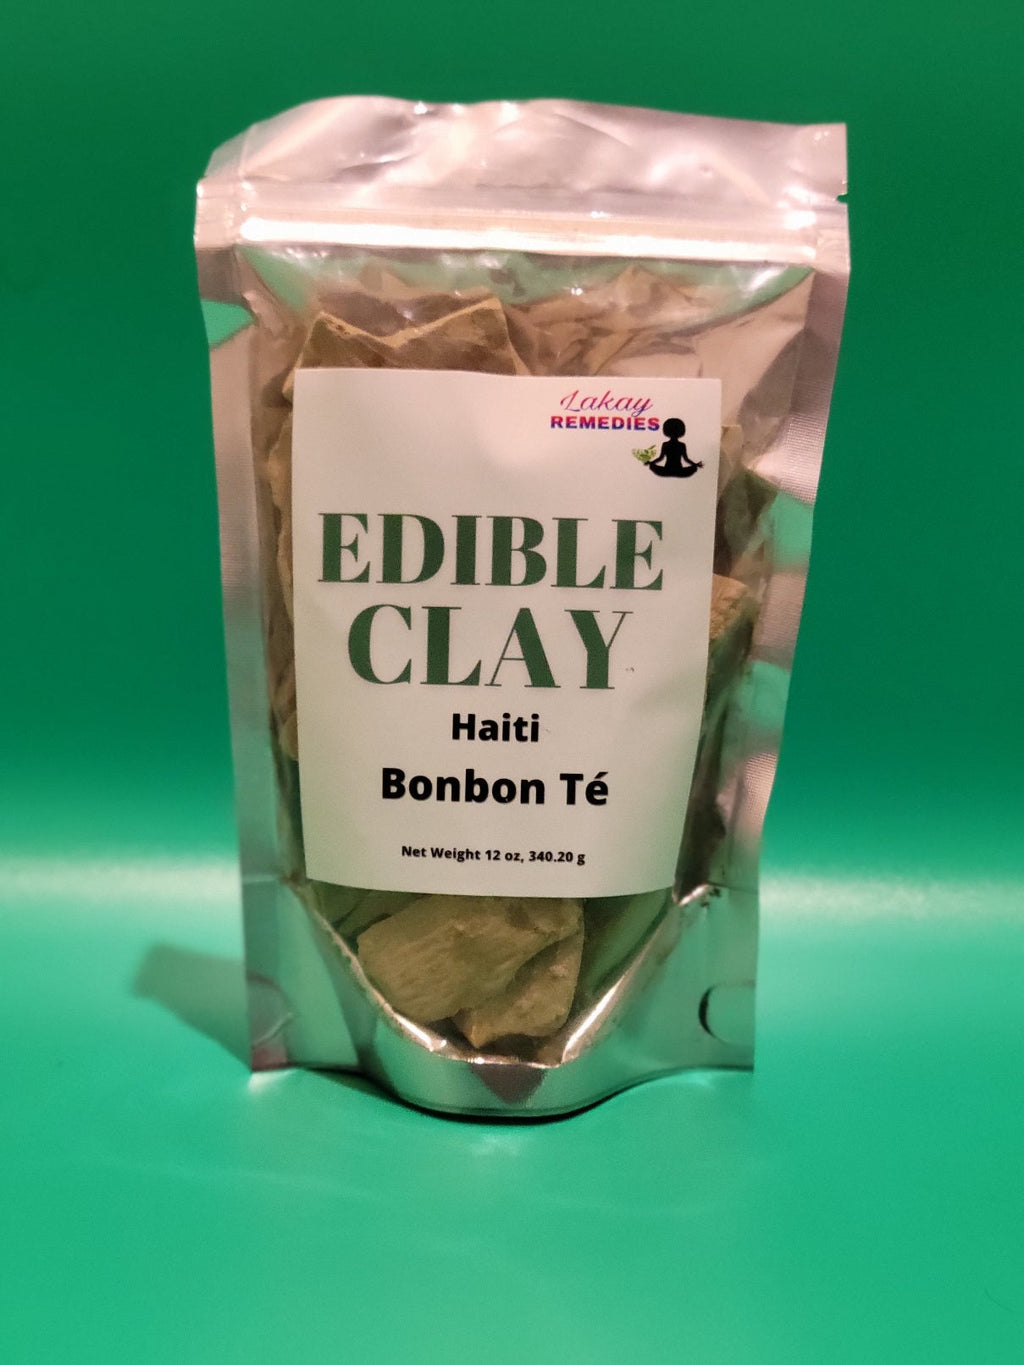 Lakay
REMEDIES
EDIBLE
CLAY
Haiti
Bonbon Té
Net Weight 12 oz, 340.20 g